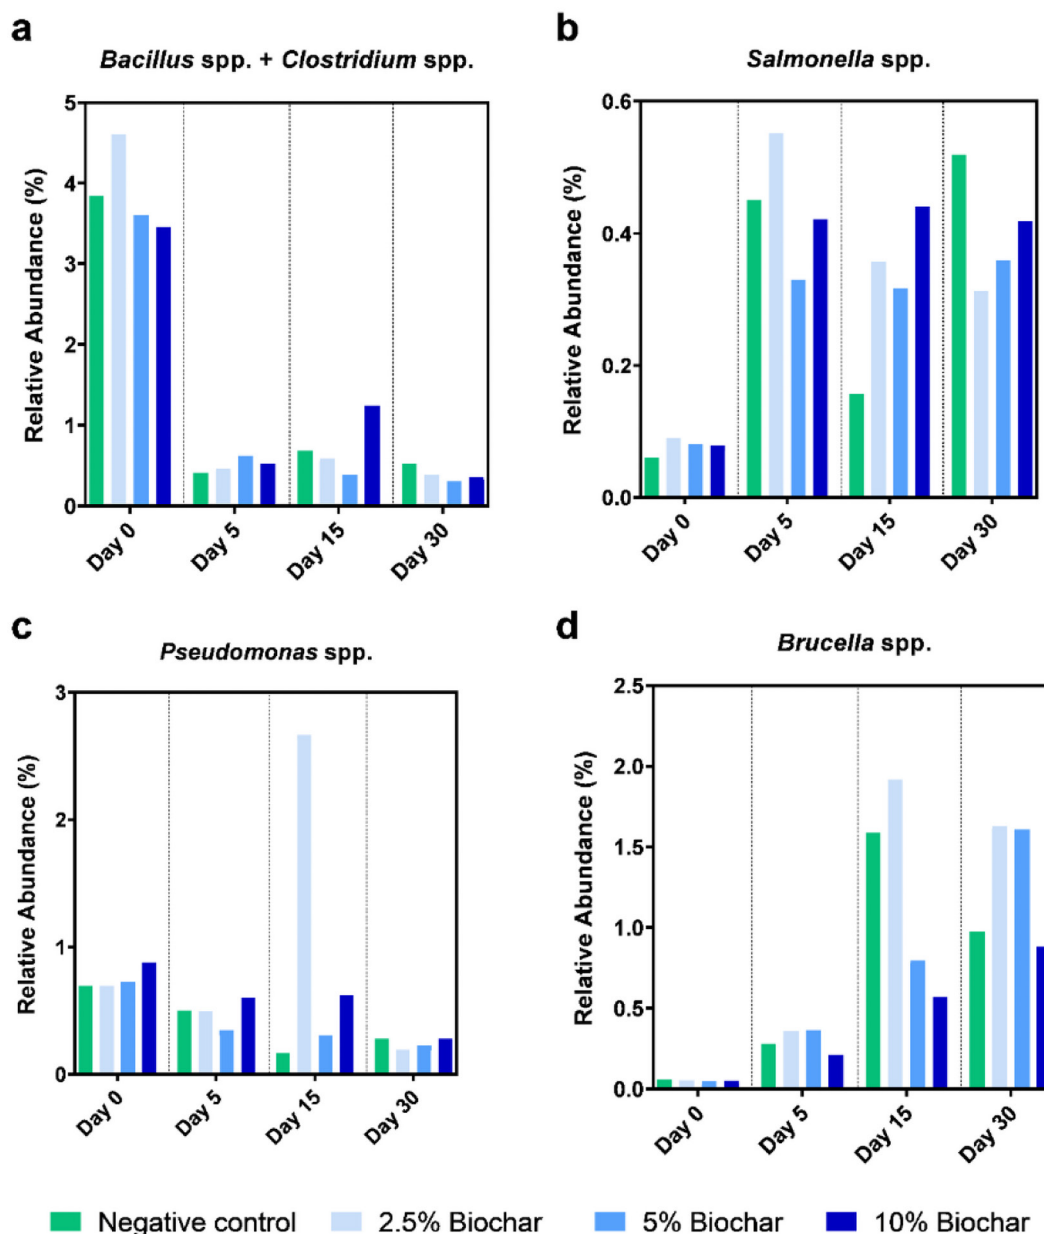 a
Bacillus spp. + Clostridium spp.
Relative Abundance (%)
5
4
3
2
1
0
Day 0
Day 5
Day 15
Day 30
b
Salmonella spp.
Relative Abundance (%)
0.6
0.4
0.2
0.0
Day 0
Day 5
Day 15
Day 30
c
Pseudomonas spp.
Relative Abundance (%)
3
2
1
0
Day 0
Day 5
Day 15
Day 30
d
Brucella spp.
Relative Abundance (%)
2.5
2.0
1.5
1.0
0.5
0.0
Day 0
Day 5
Day 15
Day 30
Negative control 2.5% Biochar 5% Biochar 10% Biochar